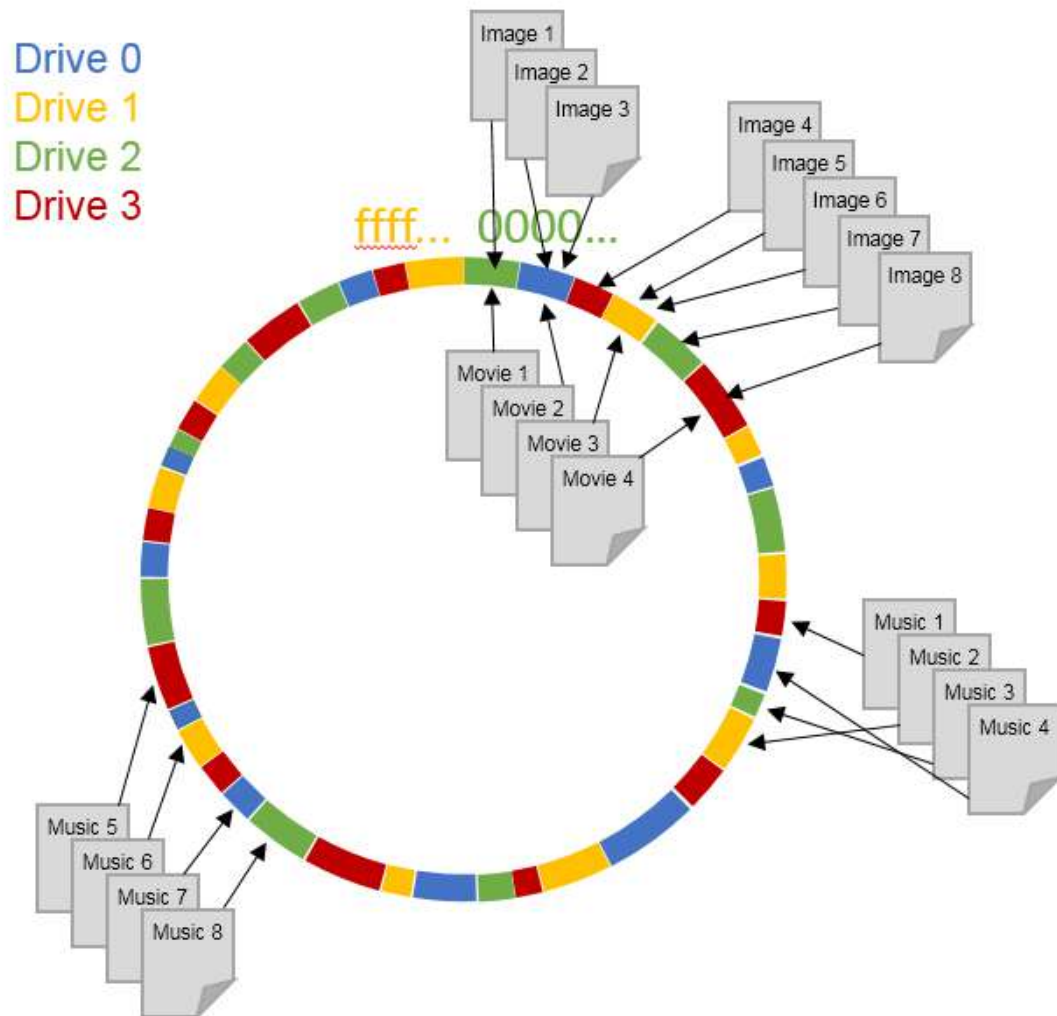 Drive 0
Drive 1
Drive 2
Drive 3
ffff... 0000...
Image 1
Image 2
Image 3
Image 4
Image 5
Image 6
Image 7
Image 8
Movie 1
Movie 2
Movie 3
Movie 4
Music 1
Music 2
Music 3
Music 4
Music 5
Music 6
Music 7
Music 8